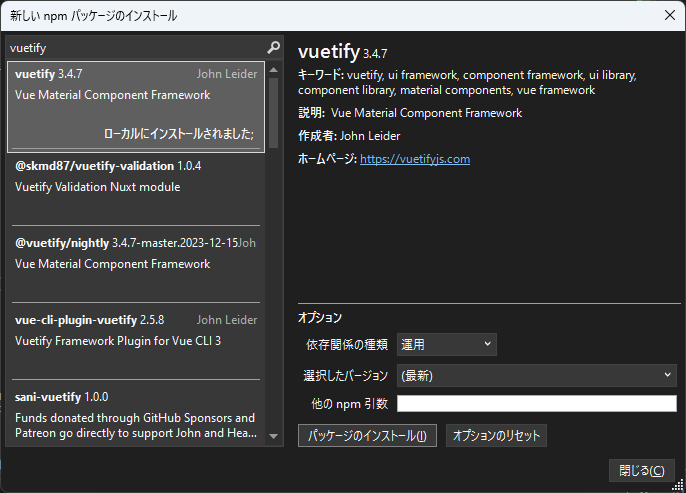 新しい npm パッケージのインストール
vuetify
vuetify 3.4.7 John Leider
Vue Material Component Framework
ローカルにインストールされました;
@skmd87/vuetify-validation 1.0.4
Vuetify Validation Nuxt module
@vuetify/nightly 3.4.7-master.2023-12-15Joh
Vue Material Component Framework
vue-cli-plugin-vuetify 2.5.8 John Leider
Vuetify Framework Plugin for Vue CLI 3
sani-vuetify 1.0.0
Funds donated through GitHub Sponsors and
Patreon go directly to support John and Hea...
vuetify 3.4.7
キーワード: vuetify, ui framework, component framework, ui library,
component library, material components, vue framework
説明: Vue Material Component Framework
作成者: John Leider
ホームページ: https://vuetifyjs.com
オプション
依存関係の種類 運用
選択したバージョン (最新)
他の npm 引数
パッケージのインストール(I) オプションのリセット
閉じる(C)